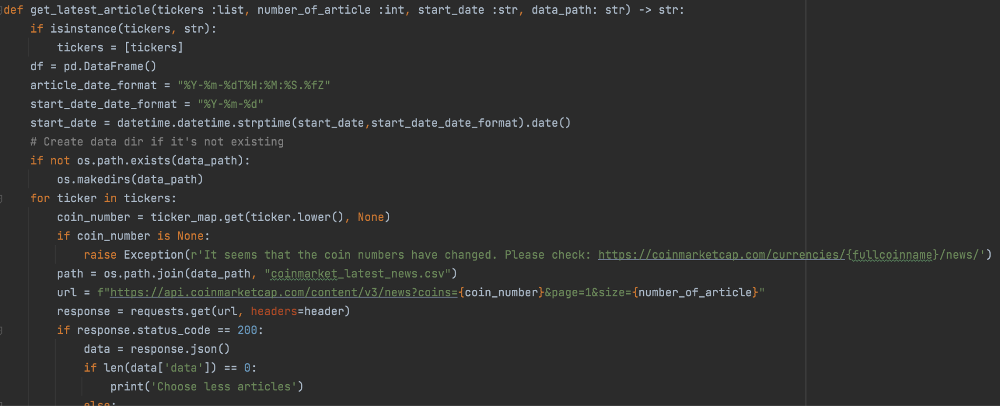 def get_latest_article(tickers :list, number_of_article :int, start_date :str, data_path: str) -> str:
    if isinstance(tickers, str):
        tickers = [tickers]
    df = pd.DataFrame()
    article_date_format = "%Y-%m-%dT%H:%M:%S.%fZ"
    start_date_date_format = "%Y-%m-%d"
    start_date = datetime.datetime.strptime(start_date,start_date_date_format).date()
    # Create data dir if it's not existing
    if not os.path.exists(data_path):
        os.makedirs(data_path)
    for ticker in tickers:
        coin_number = ticker_map.get(ticker.lower(), None)
        if coin_number is None:
            raise Exception(r'It seems that the coin numbers have changed. Please check: https://coinmarketcap.com/currencies/{fullcoinname}/news/')
        path = os.path.join(data_path, "coinmarket_latest_news.csv")
        url = f"https://api.coinmarketcap.com/content/v3/news?coins={coin_number}&page=1&size={number_of_article}"
        response = requests.get(url, headers=header)
        if response.status_code == 200:
            data = response.json()
            if len(data['data']) == 0:
                print('Choose less articles')
            else: